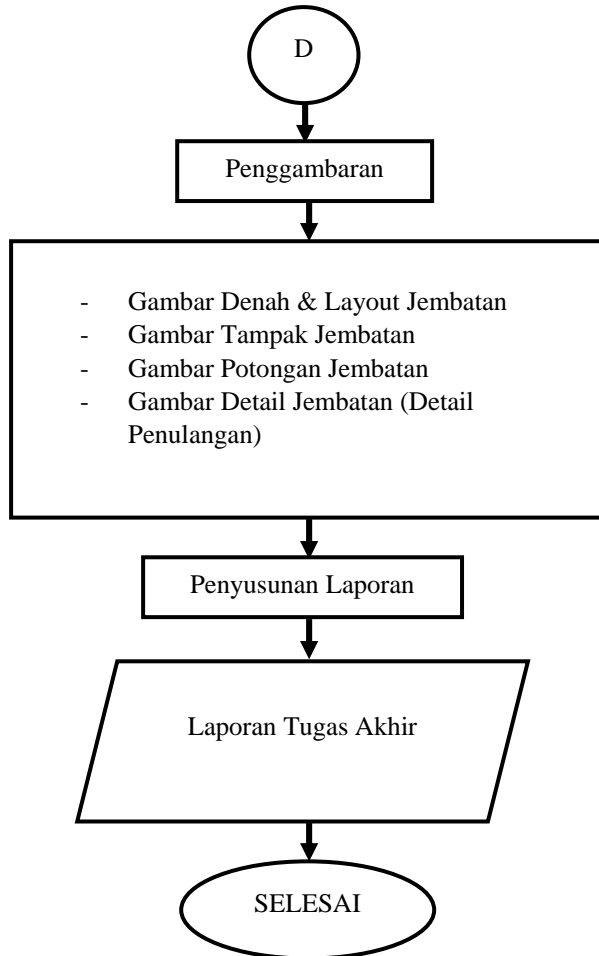 D
Penggambaran
- Gambar Denah & Layout Jembatan
- Gambar Tampak Jembatan
- Gambar Potongan Jembatan
- Gambar Detail Jembatan (Detail
Penulangan)
Penyusunan Laporan
Laporan Tugas Akhir
SELESAI